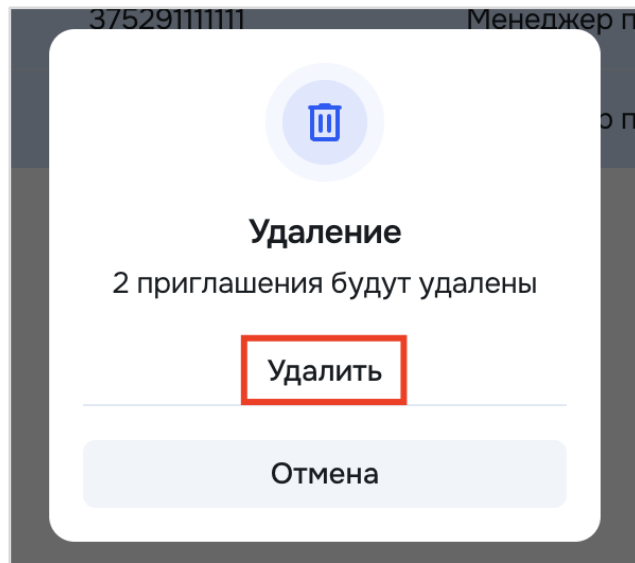 375291111111 Менеджер п
р п
Удаление
2 приглашения будут удалены
Удалить
Отмена